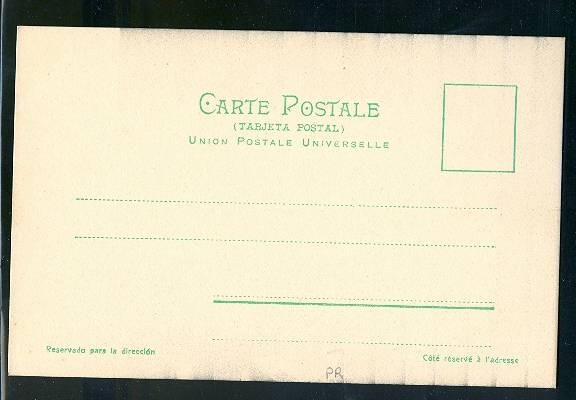 CARTE POSTALE
(TARJETA POSTAL)
UNION POSTALE UNIVERSELLE
Reservado para la dirección
Côté réservé à l'adresse
PR